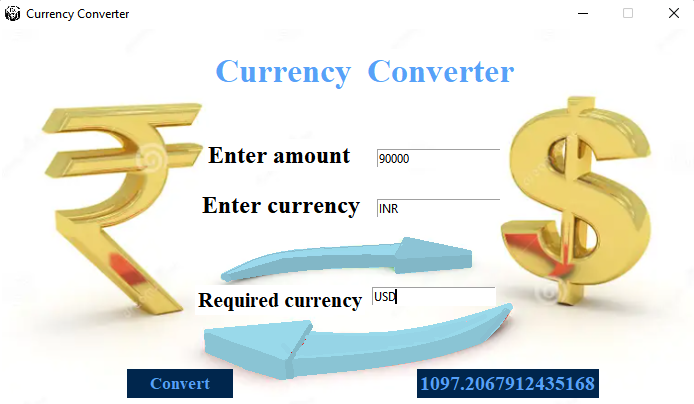 Currency Converter
Currency Converter
Enter amount 90000
Enter currency INR
Required currency USD
Convert 1097.2067912435168